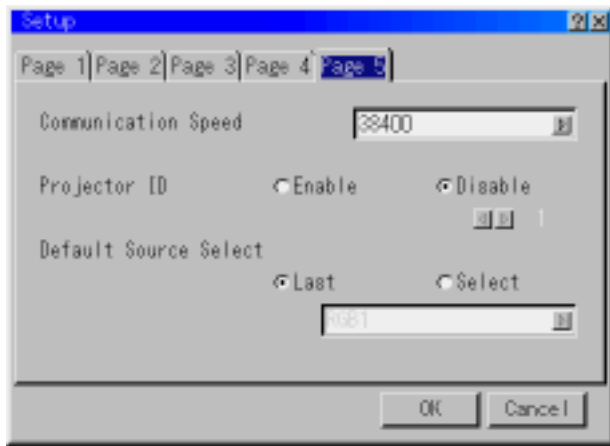 Setup
Page 1 Page 2 Page 3 Page 4 Page 5
Communication Speed 38400
Projector ID Enable Disable
1
Default Source Select
Last Select
RGB1
OK Cancel